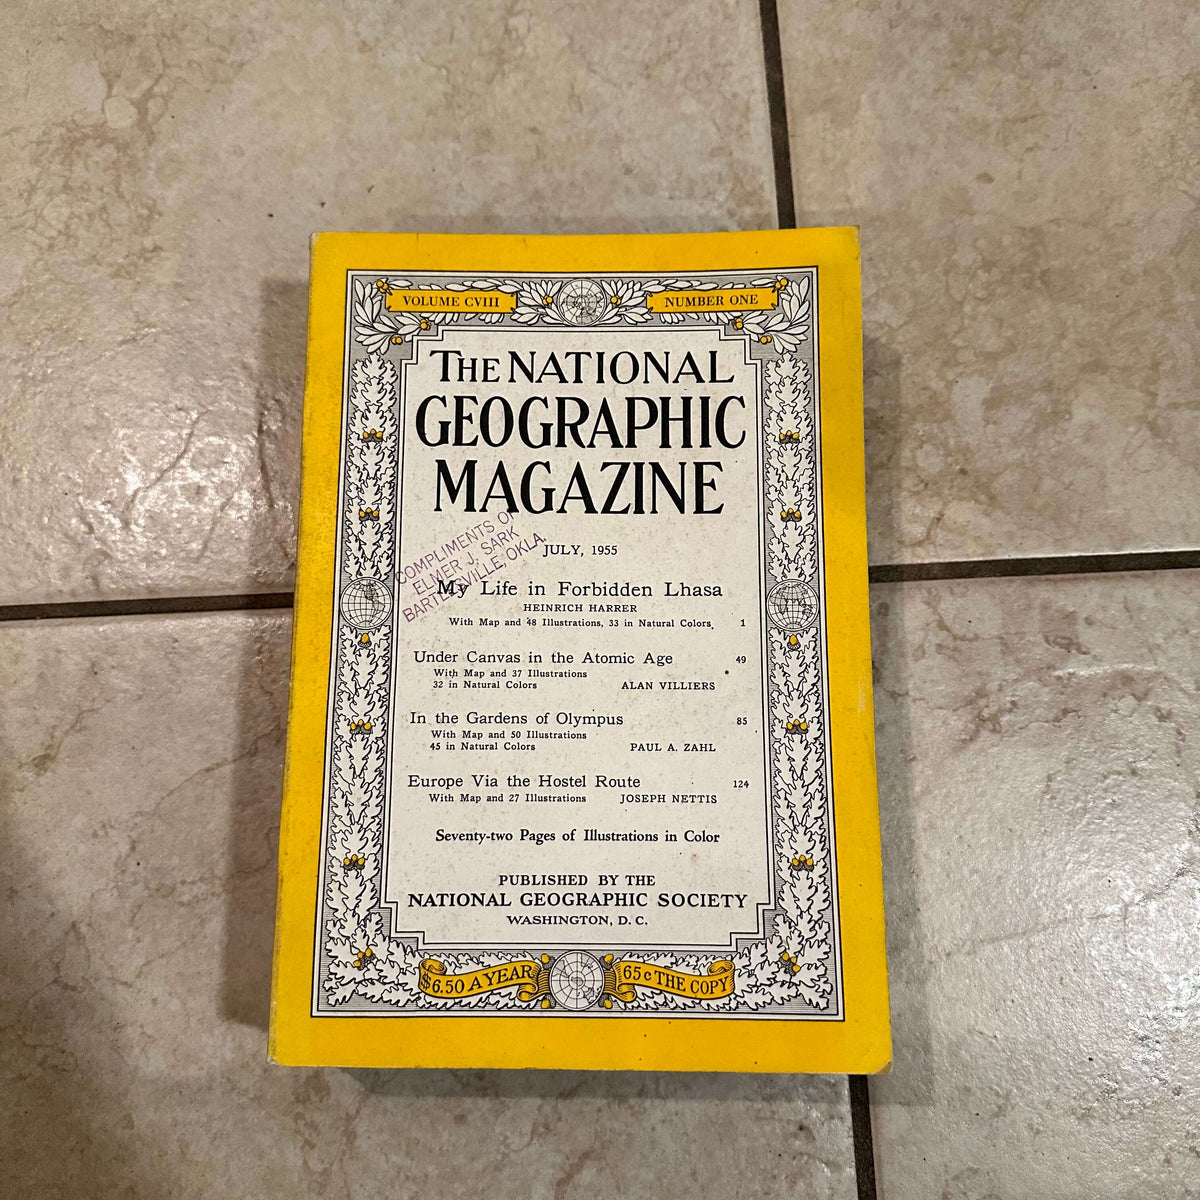 VOLUME CVIII
NUMBER ONE
THE NATIONAL
GEOGRAPHIC
MAGAZINE
COMPLIMENTS OF
ELMER J. SARK
BARTLESVILLE, OKLA.
JULY, 1955
My Life in Forbidden Lhasa
HEINRICH HARRER
With Map and 48 Illustrations, 33 in Natural Colors 1
Under Canvas in the Atomic Age 49
With Map and 37 Illustrations
32 in Natural Colors ALAN VILLIERS
In the Gardens of Olympus 85
With Map and 50 Illustrations
45 in Natural Colors PAUL A. ZAHL
Europe Via the Hostel Route 124
With Map and 27 Illustrations JOSEPH NETTIS
Seventy-two Pages of Illustrations in Color
PUBLISHED BY THE
NATIONAL GEOGRAPHIC SOCIETY
WASHINGTON, D. C.
$6.50 A YEAR
65c THE COPY